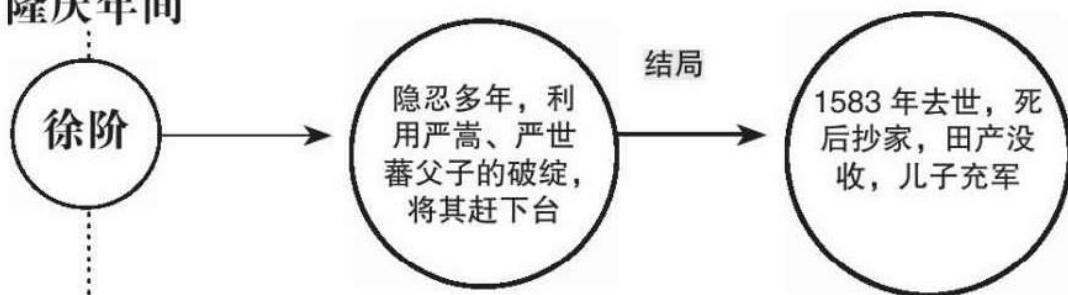 隆庆年间
徐阶
隐忍多年，利
用严嵩、严世
蕃父子的破绽，
将其赶下台
结局
1583 年去世，死
后抄家，田产没
收，儿子充军